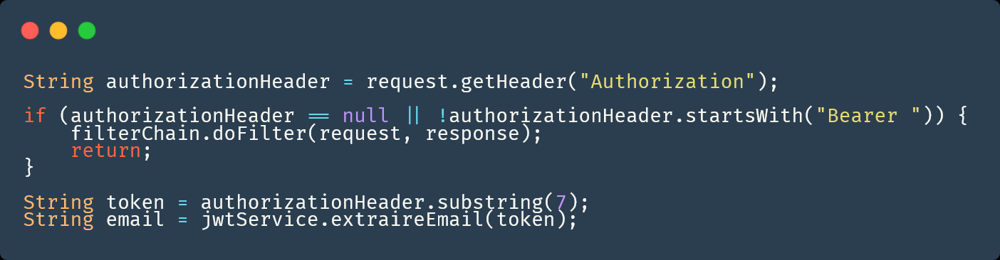 String authorizationHeader = request.getHeader("Authorization");
if (authorizationHeader == null || !authorizationHeader.startsWith("Bearer ")) {
    filterChain.doFilter(request, response);
    return;
}
String token = authorizationHeader.substring(7);
String email = jwtService.extraireEmail(token);